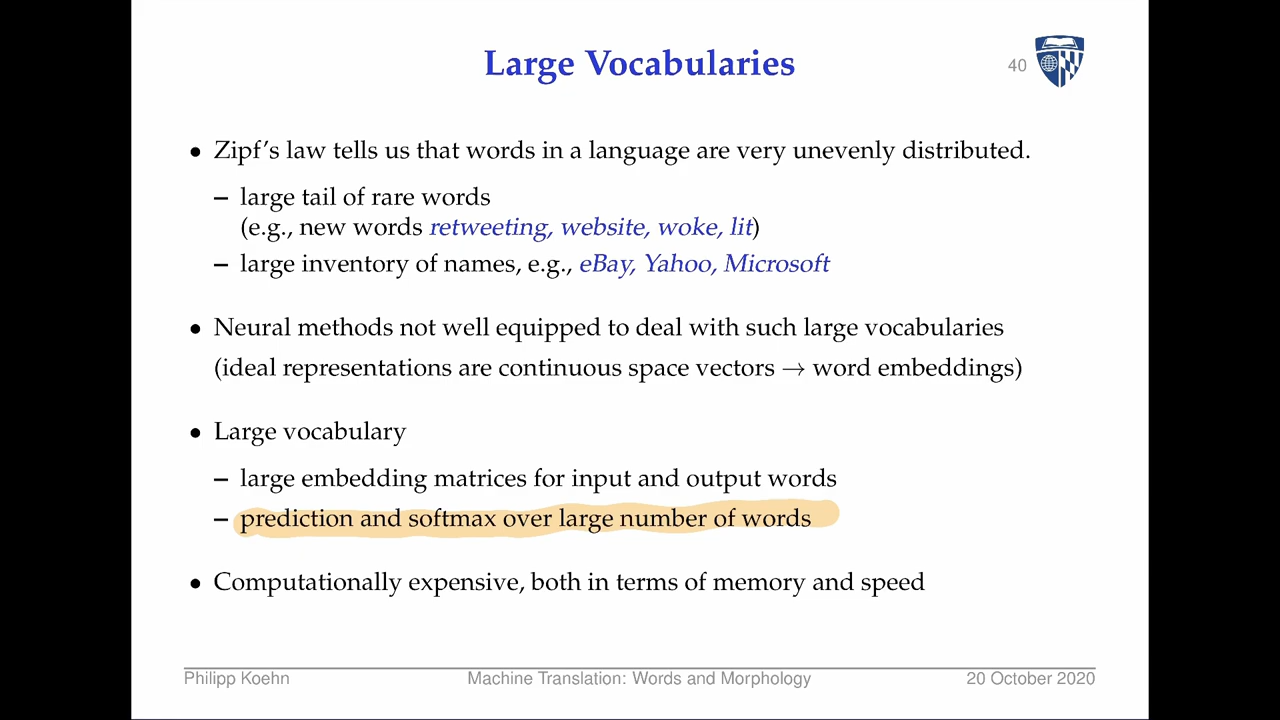 Large Vocabularies
40
• Zipf's law tells us that words in a language are very unevenly distributed.
– large tail of rare words
(e.g., new words retweeting, website, woke, lit)
– large inventory of names, e.g., eBay, Yahoo, Microsoft
• Neural methods not well equipped to deal with such large vocabularies
(ideal representations are continuous space vectors → word embeddings)
• Large vocabulary
– large embedding matrices for input and output words
– prediction and softmax over large number of words
• Computationally expensive, both in terms of memory and speed
Philipp Koehn
Machine Translation: Words and Morphology
20 October 2020